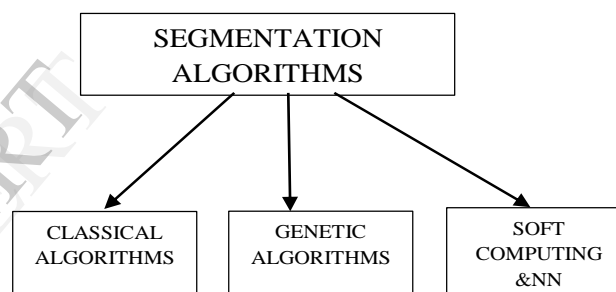 SEGMENTATION
ALGORITHMS
CLASSICAL
ALGORITHMS
GENETIC
ALGORITHMS
SOFT
COMPUTING
&NN